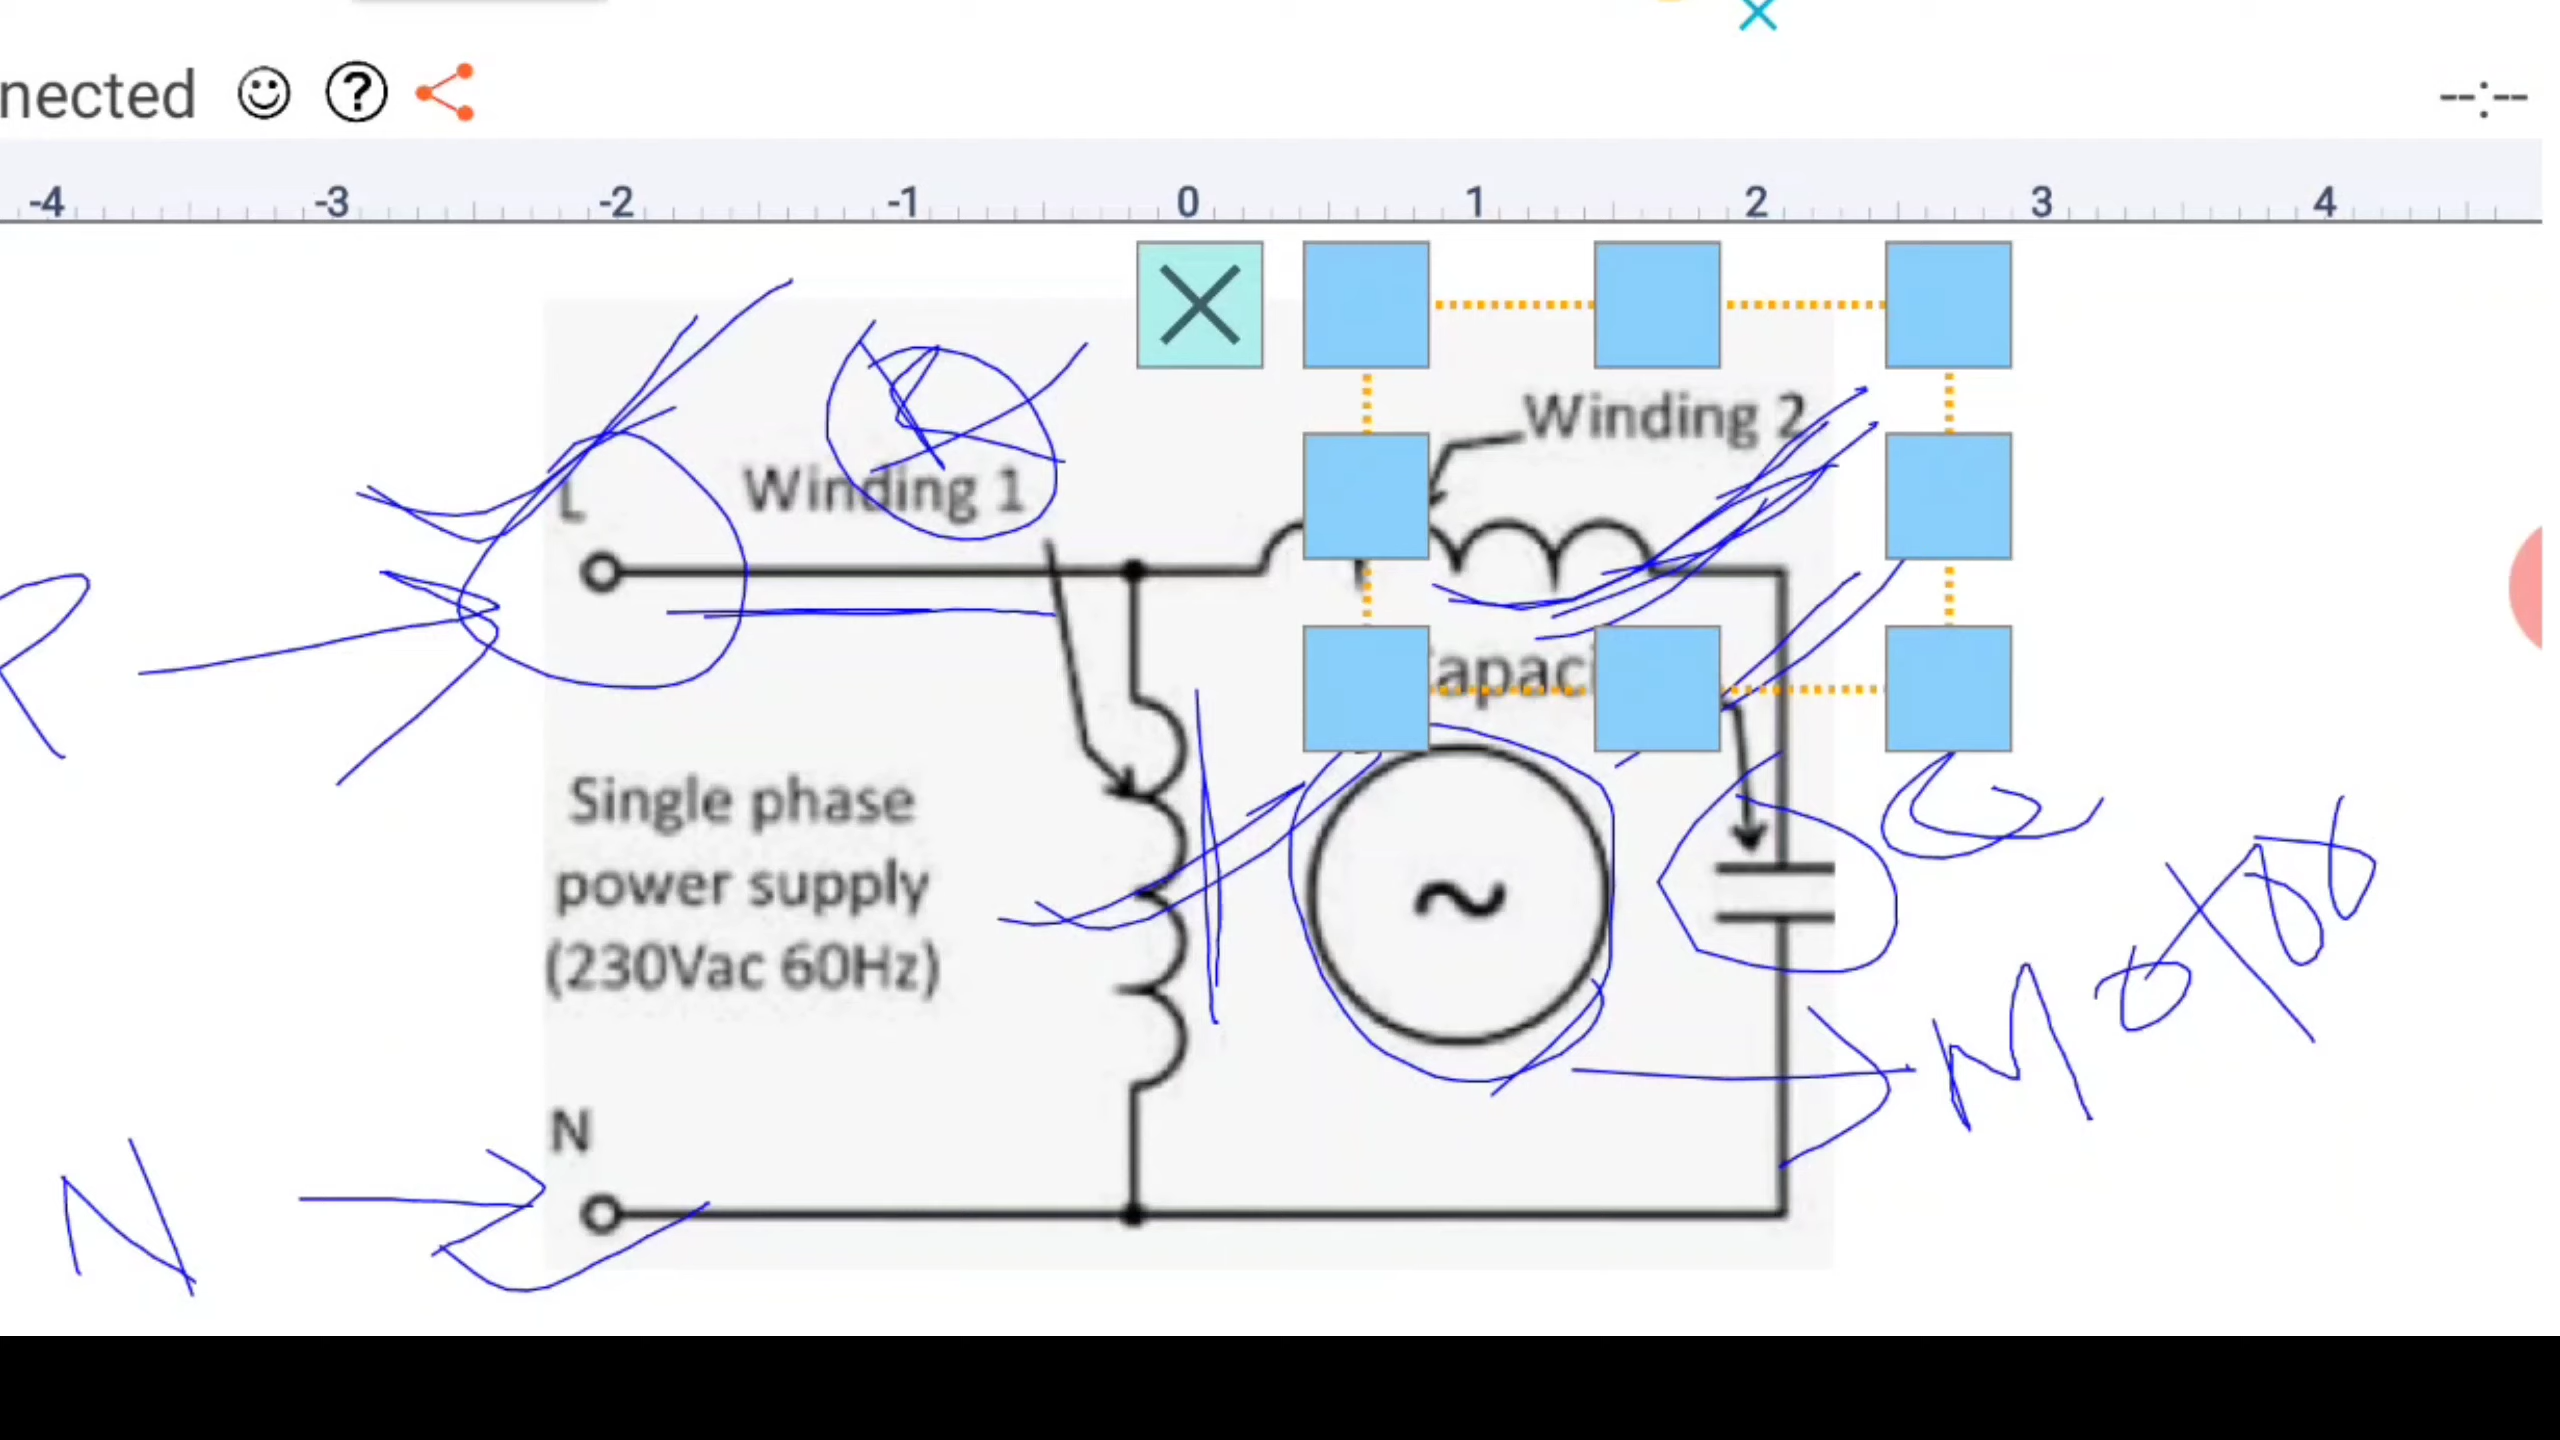 nected
--:--
-4 -3 -2 -1 0 1 2 3 4
Winding 2
L
Winding 1
P
apaci
Single phase
power supply
(230Vac 60Hz)
C
Motor
N
N